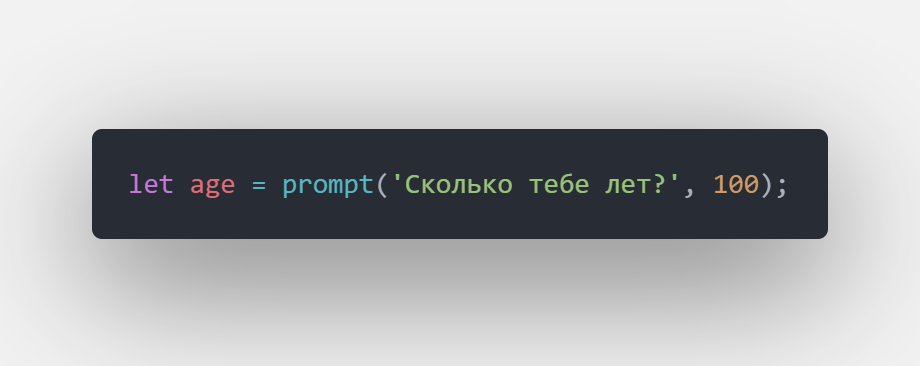 let age = prompt('Сколько тебе лет?', 100);